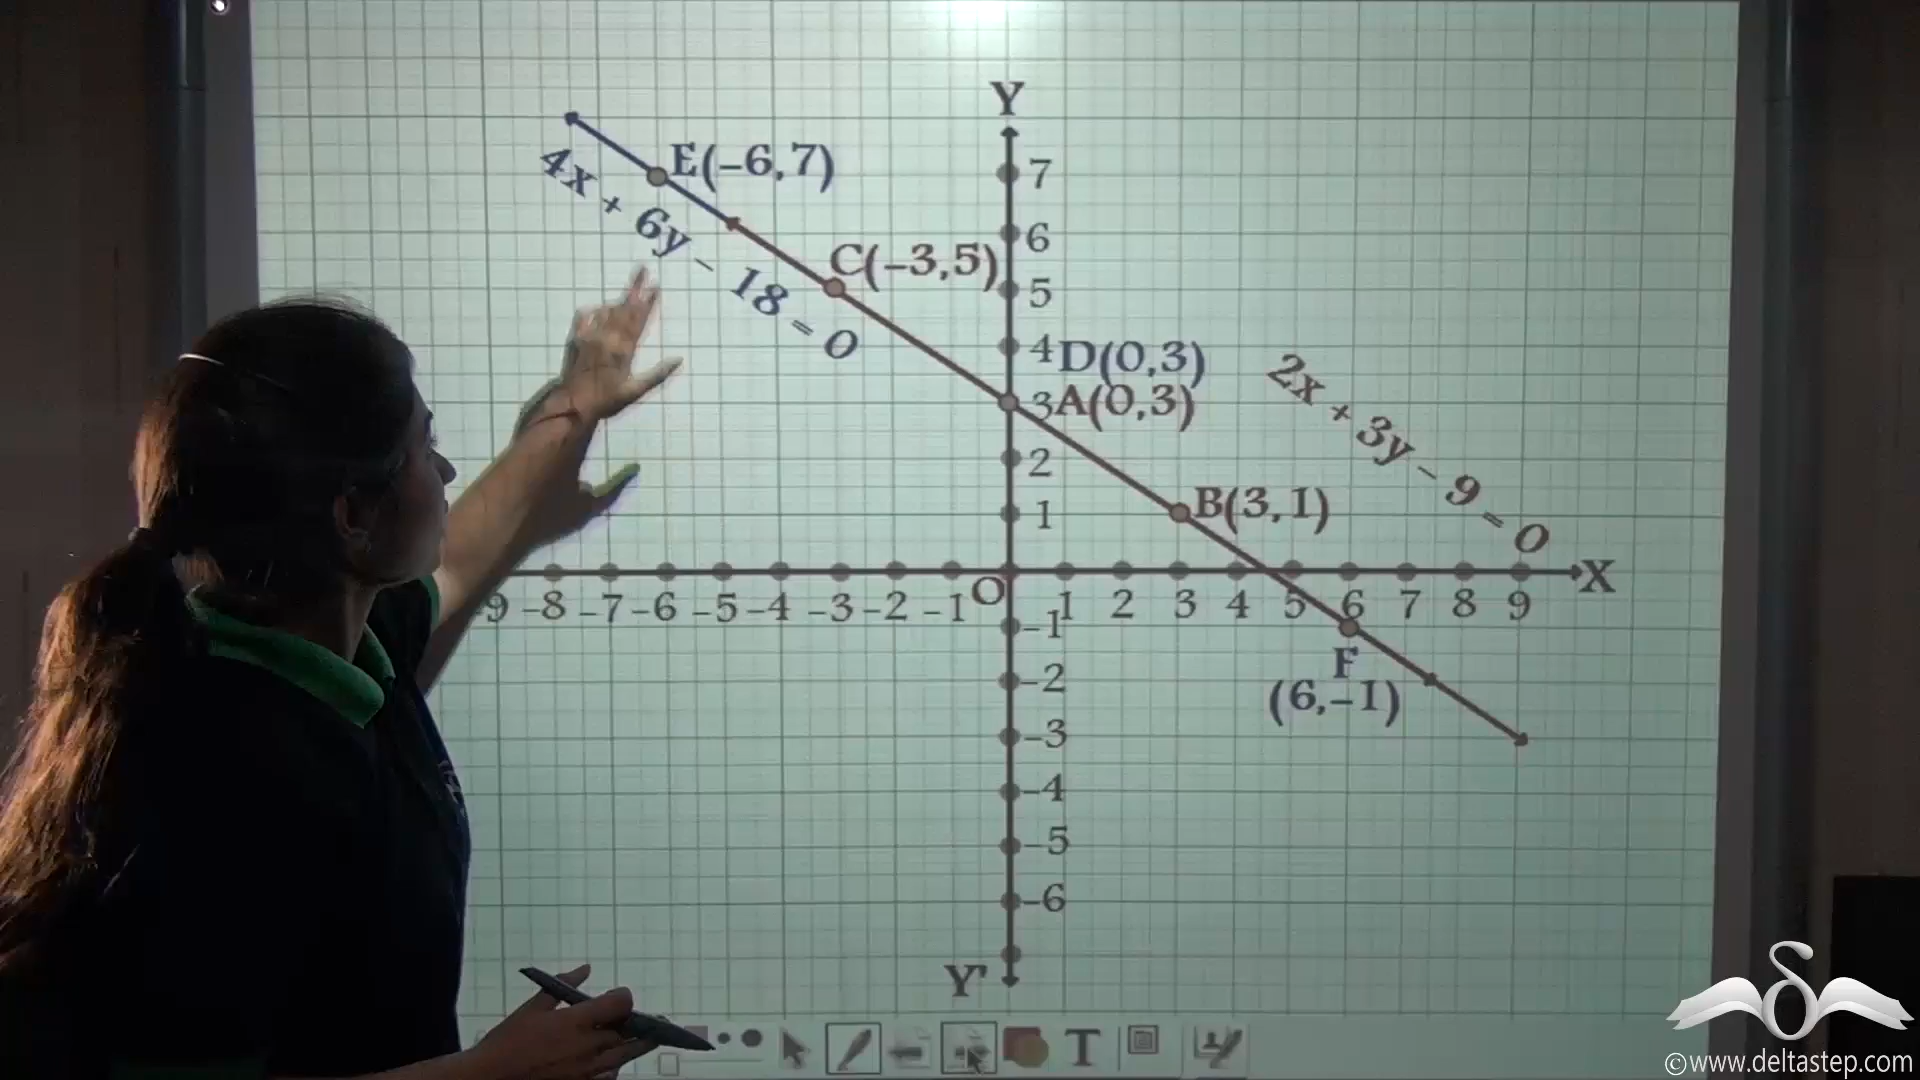 Y
7
E(–6,7)
4x + 6y – 18 = 0
6
C(–3,5)
5
4
D(0,3)
2x + 3y – 9 = 0
3
A(0,3)
2
B(3,1)
1
X
-9 -8 -7 -6 -5 -4 -3 -2 -1 O 1 2 3 4 5 6 7 8 9
-1
F
(6,–1)
-2
-3
-4
-5
-6
Y'
T
©www.deltastep.com